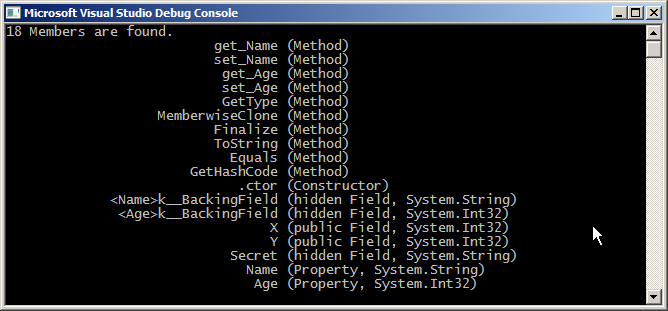 Microsoft Visual Studio Debug Console
18 Members are found.
get_Name (Method)
set_Name (Method)
get_Age (Method)
set_Age (Method)
GetType (Method)
MemberwiseClone (Method)
Finalize (Method)
ToString (Method)
Equals (Method)
GetHashCode (Method)
.ctor (Constructor)
<Name>k__BackingField (hidden Field, System.String)
<Age>k__BackingField (hidden Field, System.Int32)
X (public Field, System.Int32)
Y (public Field, System.Int32)
Secret (hidden Field, System.String)
Name (Property, System.String)
Age (Property, System.Int32)